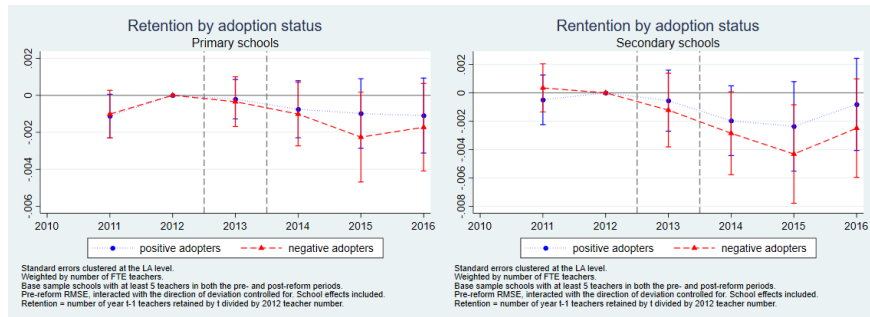 Retention by adoption status
Primary schools
.002
0
-.002
-.004
-.006
2010 2011 2012 2013 2014 2015 2016
positive adopters negative adopters
Standard errors clustered at the LA level.
Weighted by number of FTE teachers.
Base sample schools with at least 5 teachers in both the pre- and post-reform periods.
Pre-reform RMSE, interacted with the direction of deviation controlled for. School effects included.
Retention = number of year t-1 teachers retained by t divided by 2012 teacher number.
Rentention by adoption status
Secondary schools
.002
0
-.002
-.004
-.006
-.008
2010 2011 2012 2013 2014 2015 2016
positive adopters negative adopters
Standard errors clustered at the LA level.
Weighted by number of FTE teachers.
Base sample schools with at least 5 teachers in both the pre- and post-reform periods.
Pre-reform RMSE, interacted with the direction of deviation controlled for. School effects included.
Retention = number of year t-1 teachers retained by t divided by 2012 teacher number.